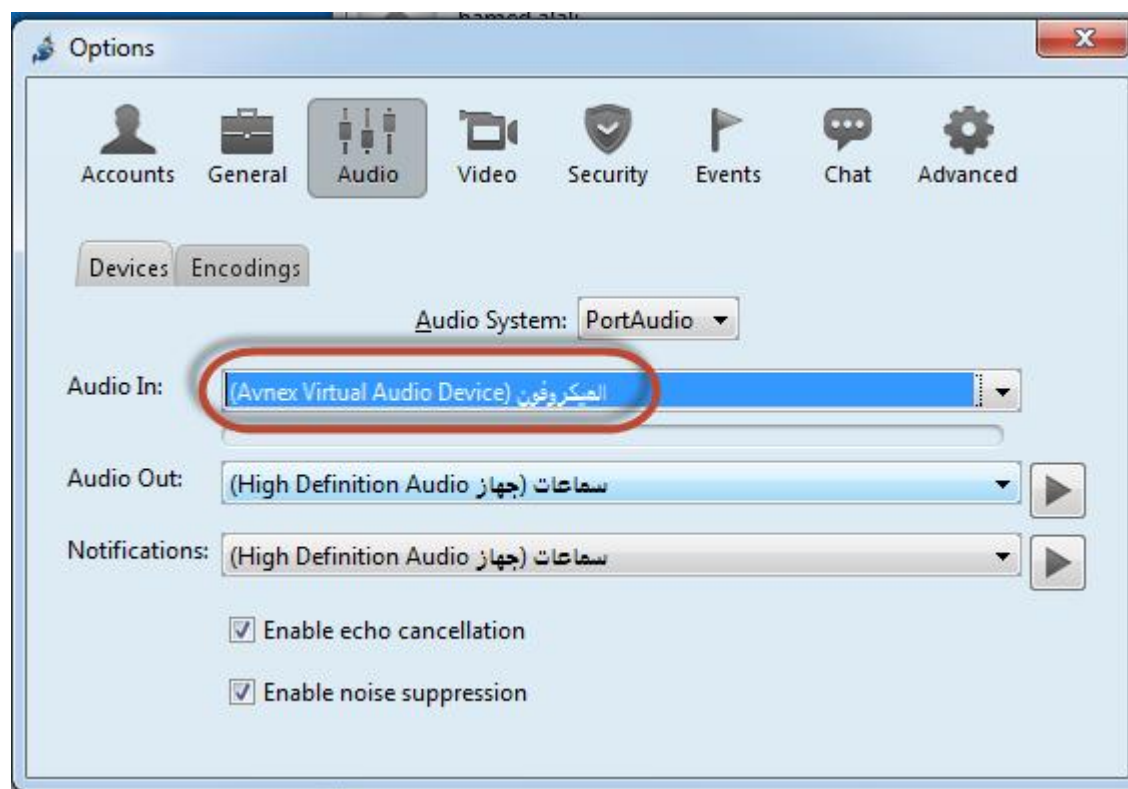 hamed alali
Options
Accounts General Audio Video Security Events Chat Advanced
Devices Encodings
Audio System: PortAudio
Audio In: الميكروفون (Avnex Virtual Audio Device)
Audio Out: سماعات (جهاز High Definition Audio)
Notifications: سماعات (جهاز High Definition Audio)
Enable echo cancellation
Enable noise suppression